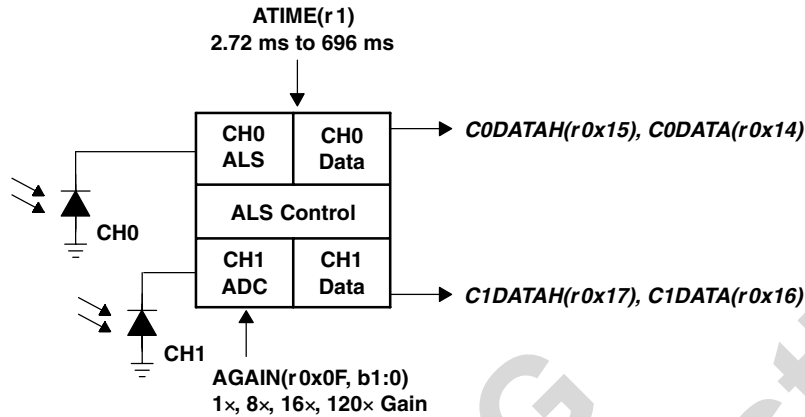 ATIME(r1)
2.72 ms to 696 ms
CH0
ALS
CH0
Data
C0DATAH(r0x15), C0DATA(r0x14)
ALS Control
CH0
CH1
ADC
CH1
Data
C1DATAH(r0x17), C1DATA(r0x16)
CH1
AGAIN(r0x0F, b1:0)
1×, 8×, 16×, 120× Gain